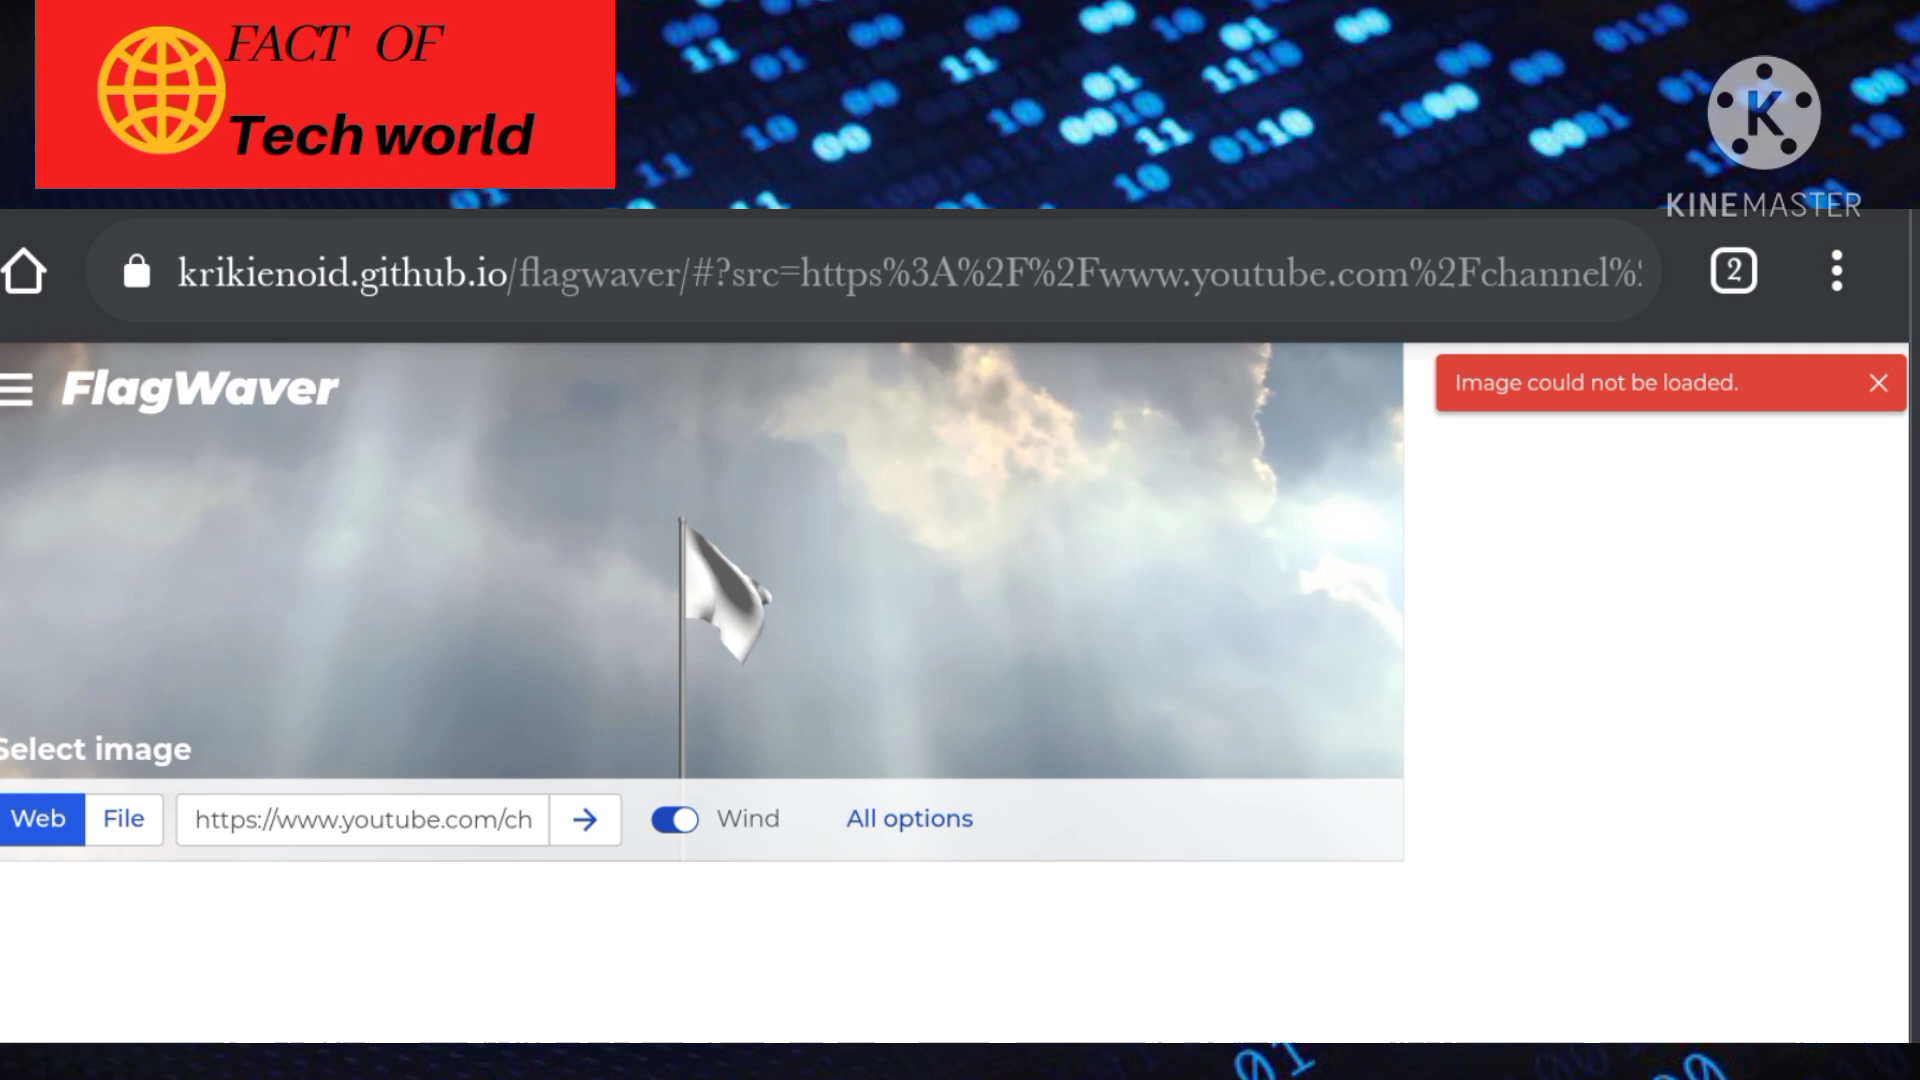 FACT OF
Tech world
KINEMASTER
krikienoid.github.io/flagwaver/#?src=https%3A%2F%2Fwww.youtube.com%2Fchannel%
2
FlagWaver
Image could not be loaded.
Select image
Web File https://www.youtube.com/ch Wind All options